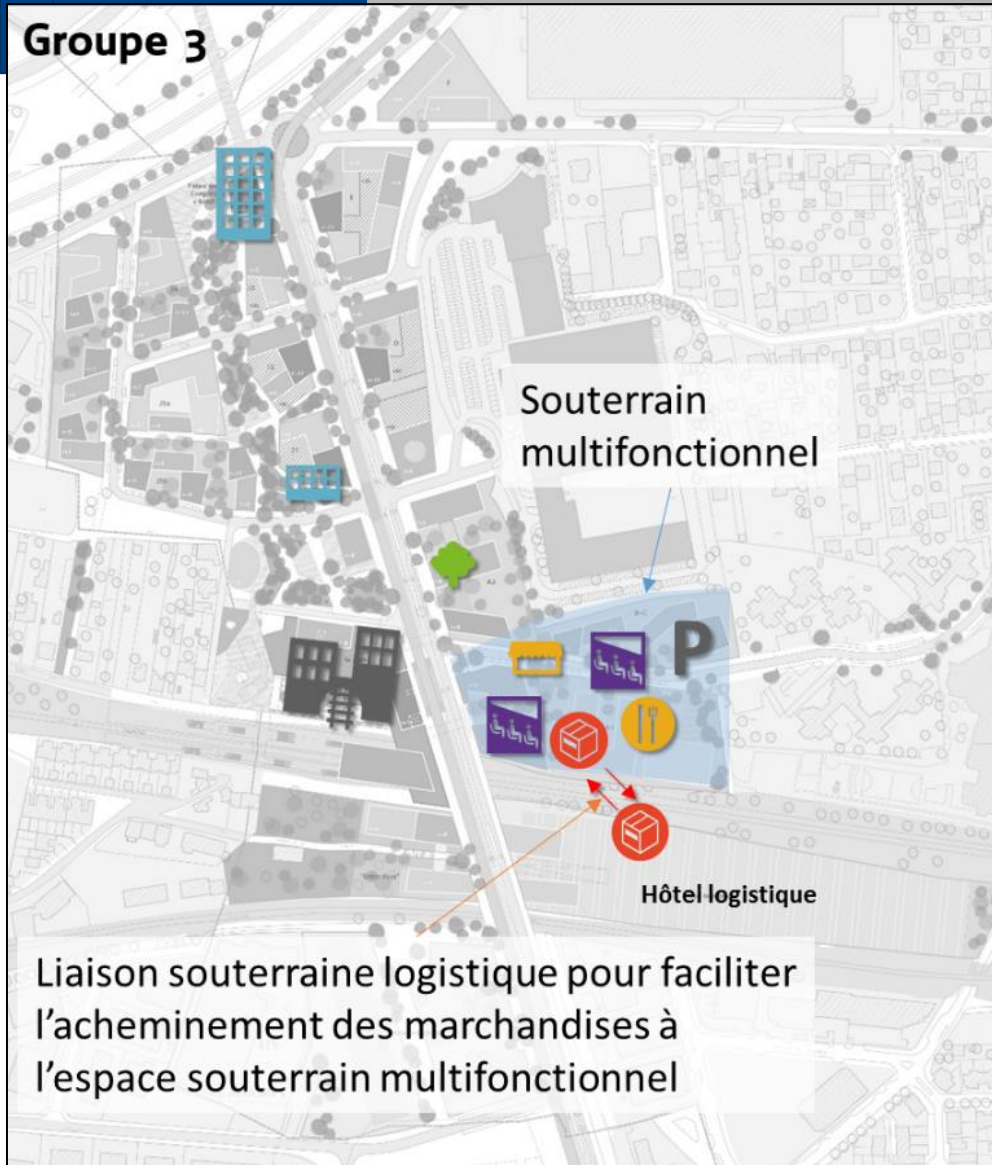 Groupe 3
Souterrain
multifonctionnel
P
Hôtel logistique
Liaison souterraine logistique pour faciliter
l'acheminement des marchandises à
l'espace souterrain multifonctionnel